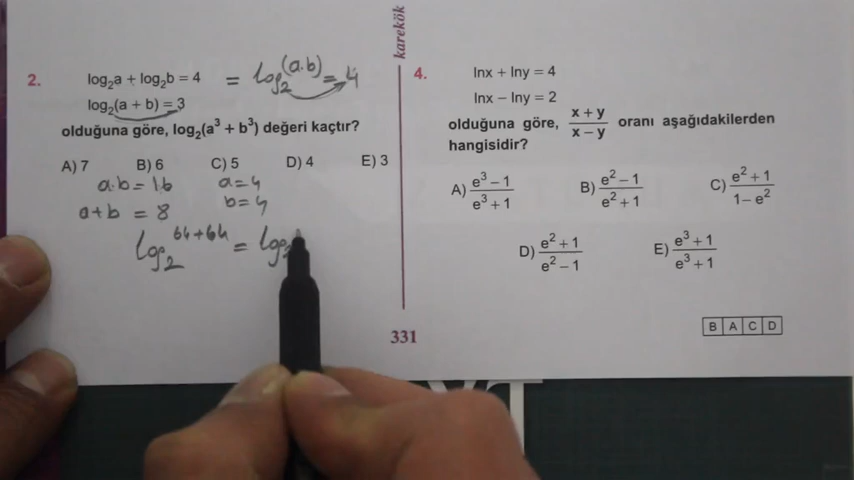 karekök
2. log₂a + log₂b = 4 = log₂(a.b) = 4
log₂(a + b) = 3
olduğuna göre, log₂(a³ + b³) değeri kaçtır?
A) 7 B) 6 C) 5 D) 4 E) 3
a.b = 16 a = 4
a+b = 8 b = 4
log₂ 64+64 = log₂
331
4. lnx + lny = 4
lnx – lny = 2
olduğuna göre, (x + y)/(x – y) oranı aşağıdakilerden
hangisidir?
A) (e³ – 1)/(e³ + 1) B) (e² – 1)/(e² + 1) C) (e² + 1)/(1 – e²)
D) (e² + 1)/(e² – 1) E) (e³ + 1)/(e³ + 1)
B A C D